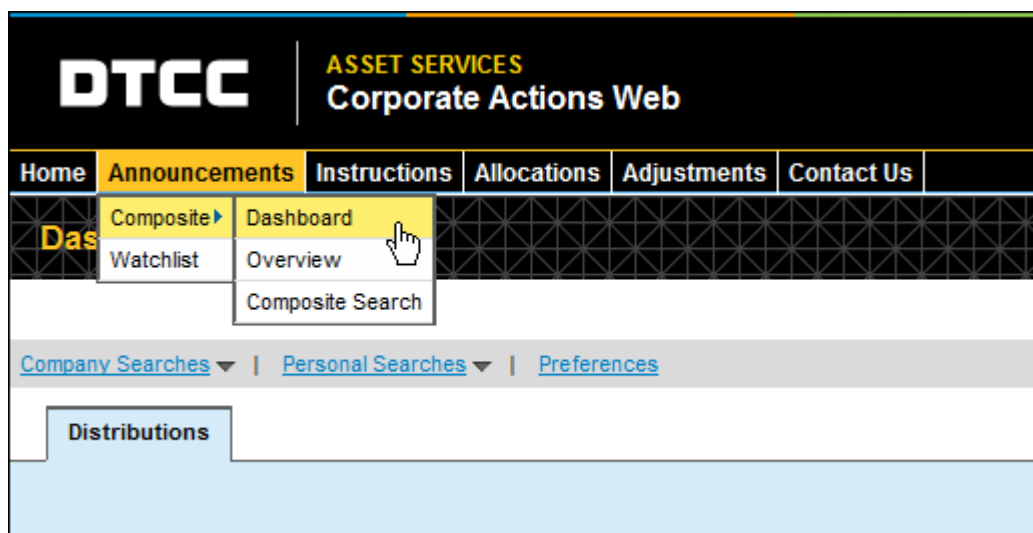 DTCC
ASSET SERVICES
Corporate Actions Web
Home Announcements Instructions Allocations Adjustments Contact Us
Das
Composite Dashboard
Watchlist Overview
Composite Search
Company Searches | Personal Searches | Preferences
Distributions